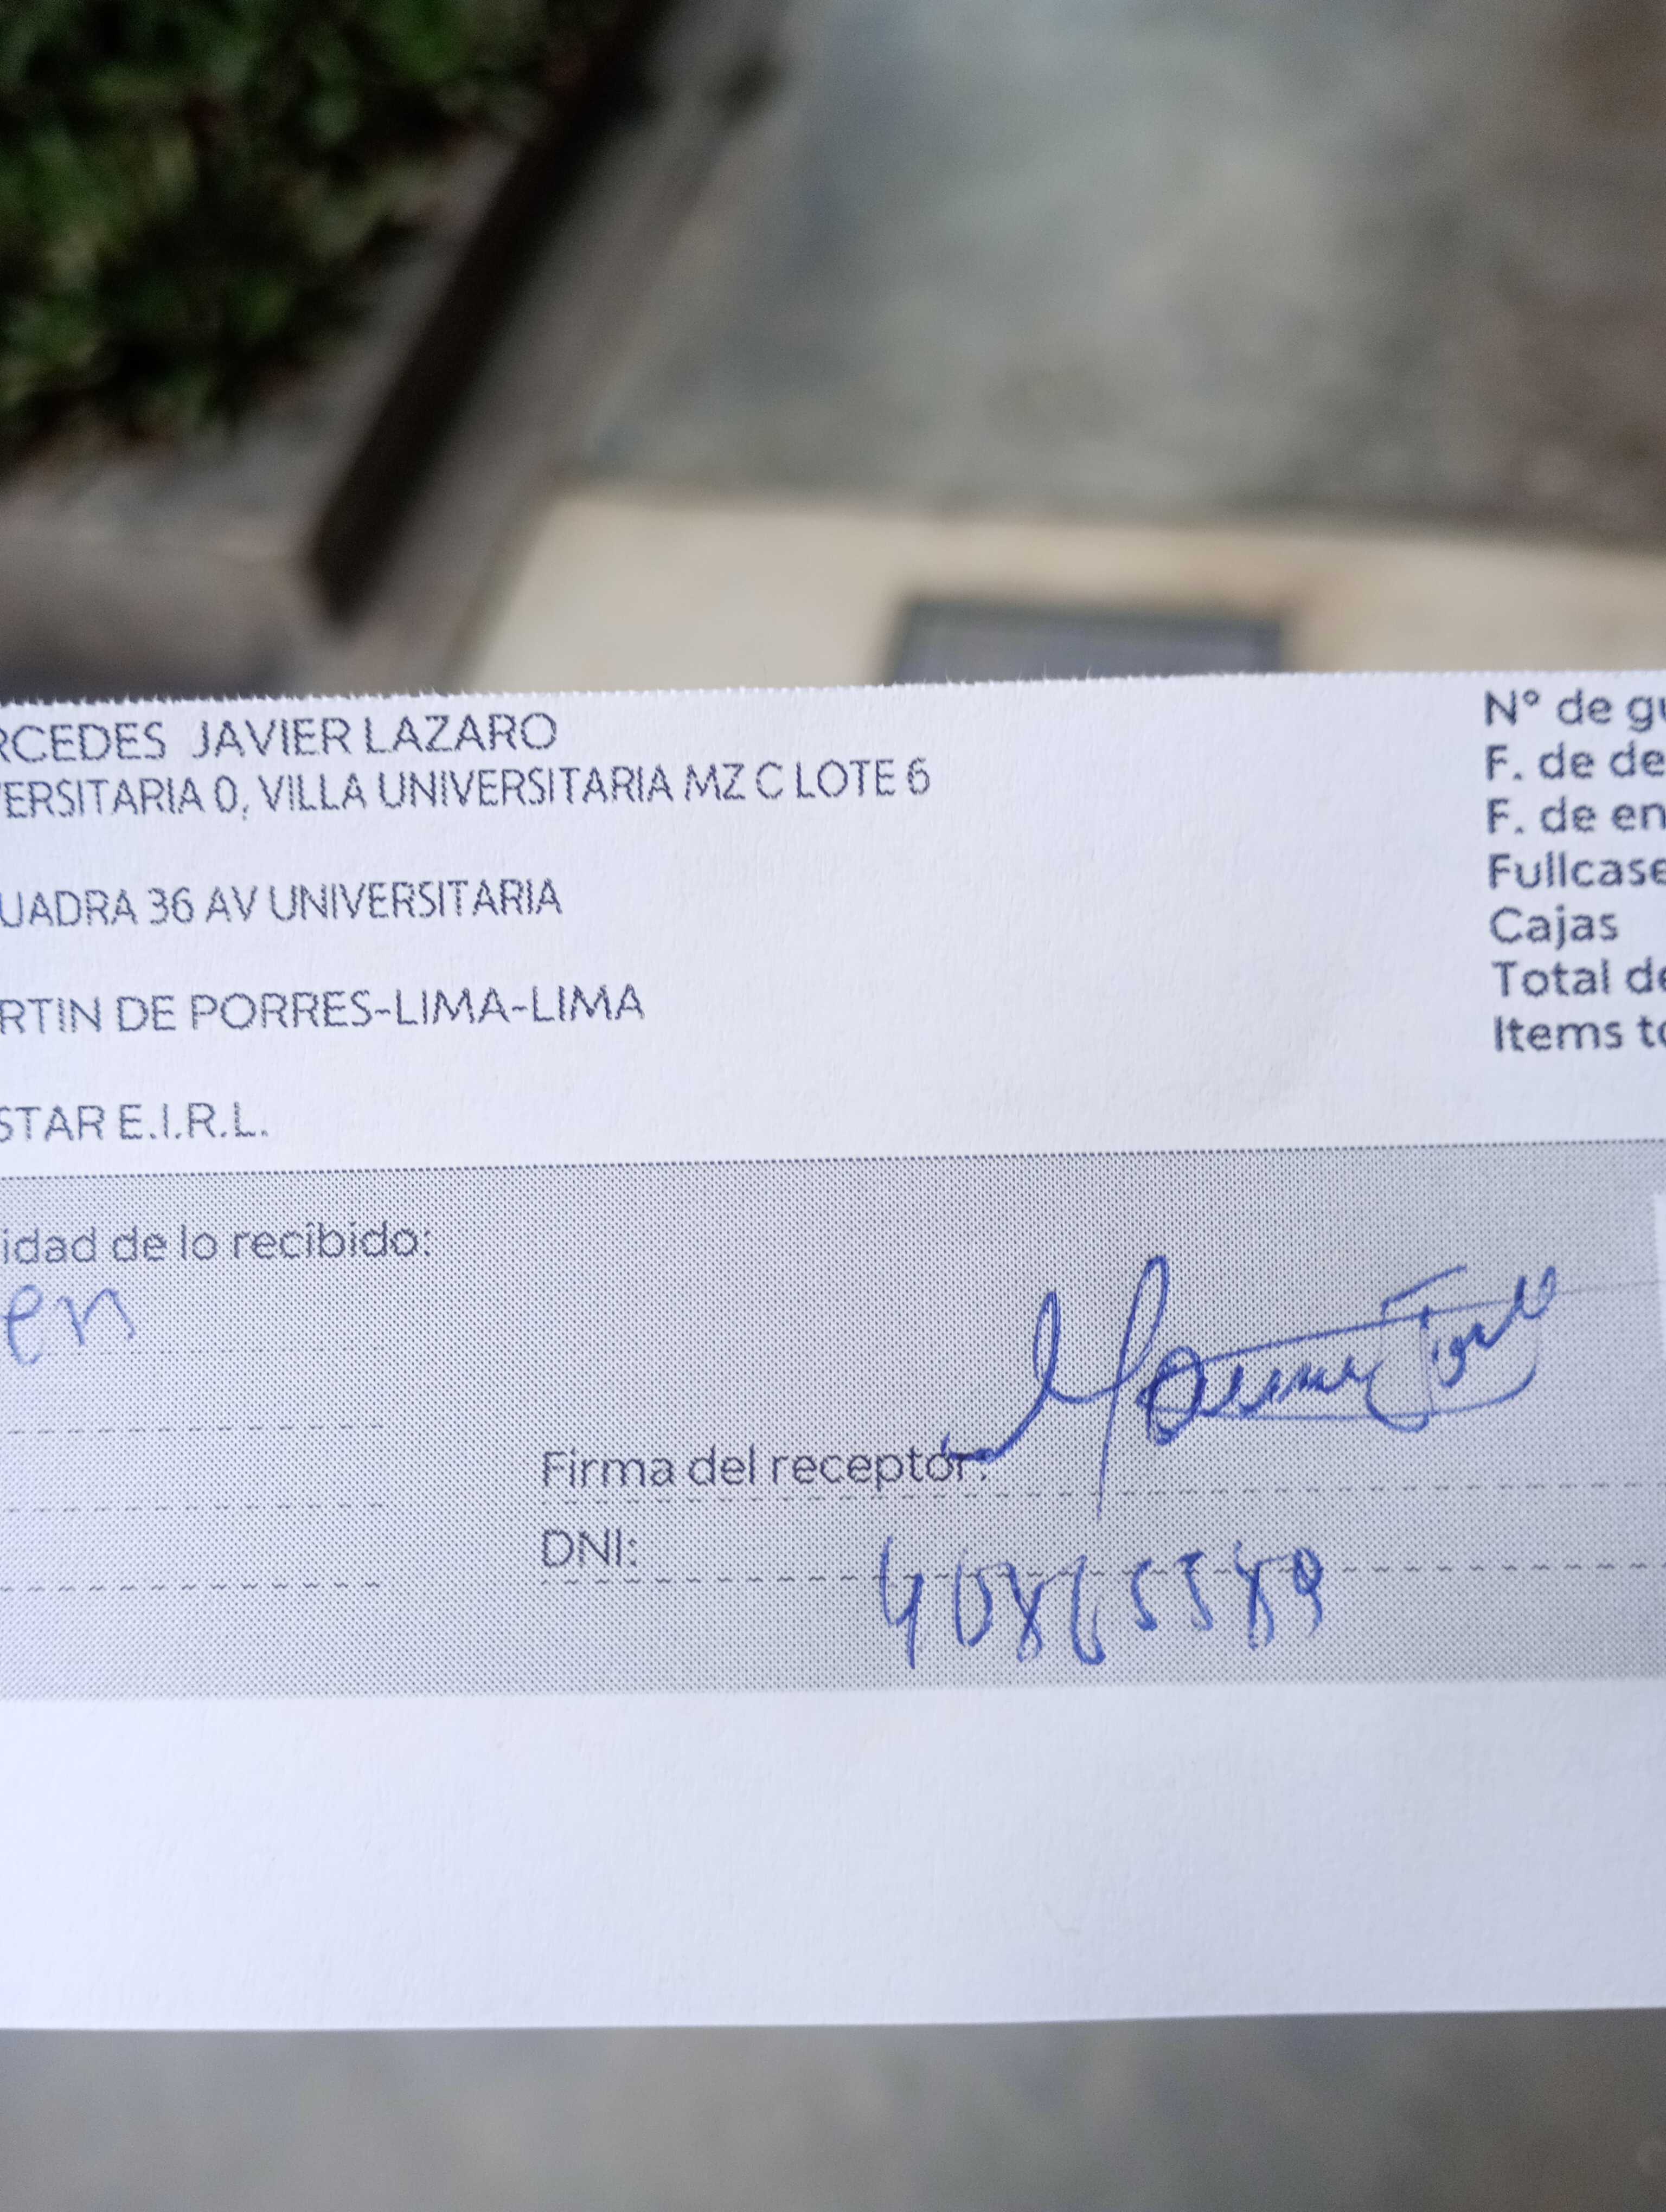 RCEDES JAVIER LAZARO
ERSITARIA 0, VILLA UNIVERSITARIA MZ C LOTE 6
UADRA 36 AV UNIVERSITARIA
RTIN DE PORRES-LIMA-LIMA
STAR E.I.R.L.
N° de gu
F. de de
F. de en
Fullcase
Cajas
Total de
Items to
idad de lo recibido:
en
Firma del receptor:
DNI: 40865589